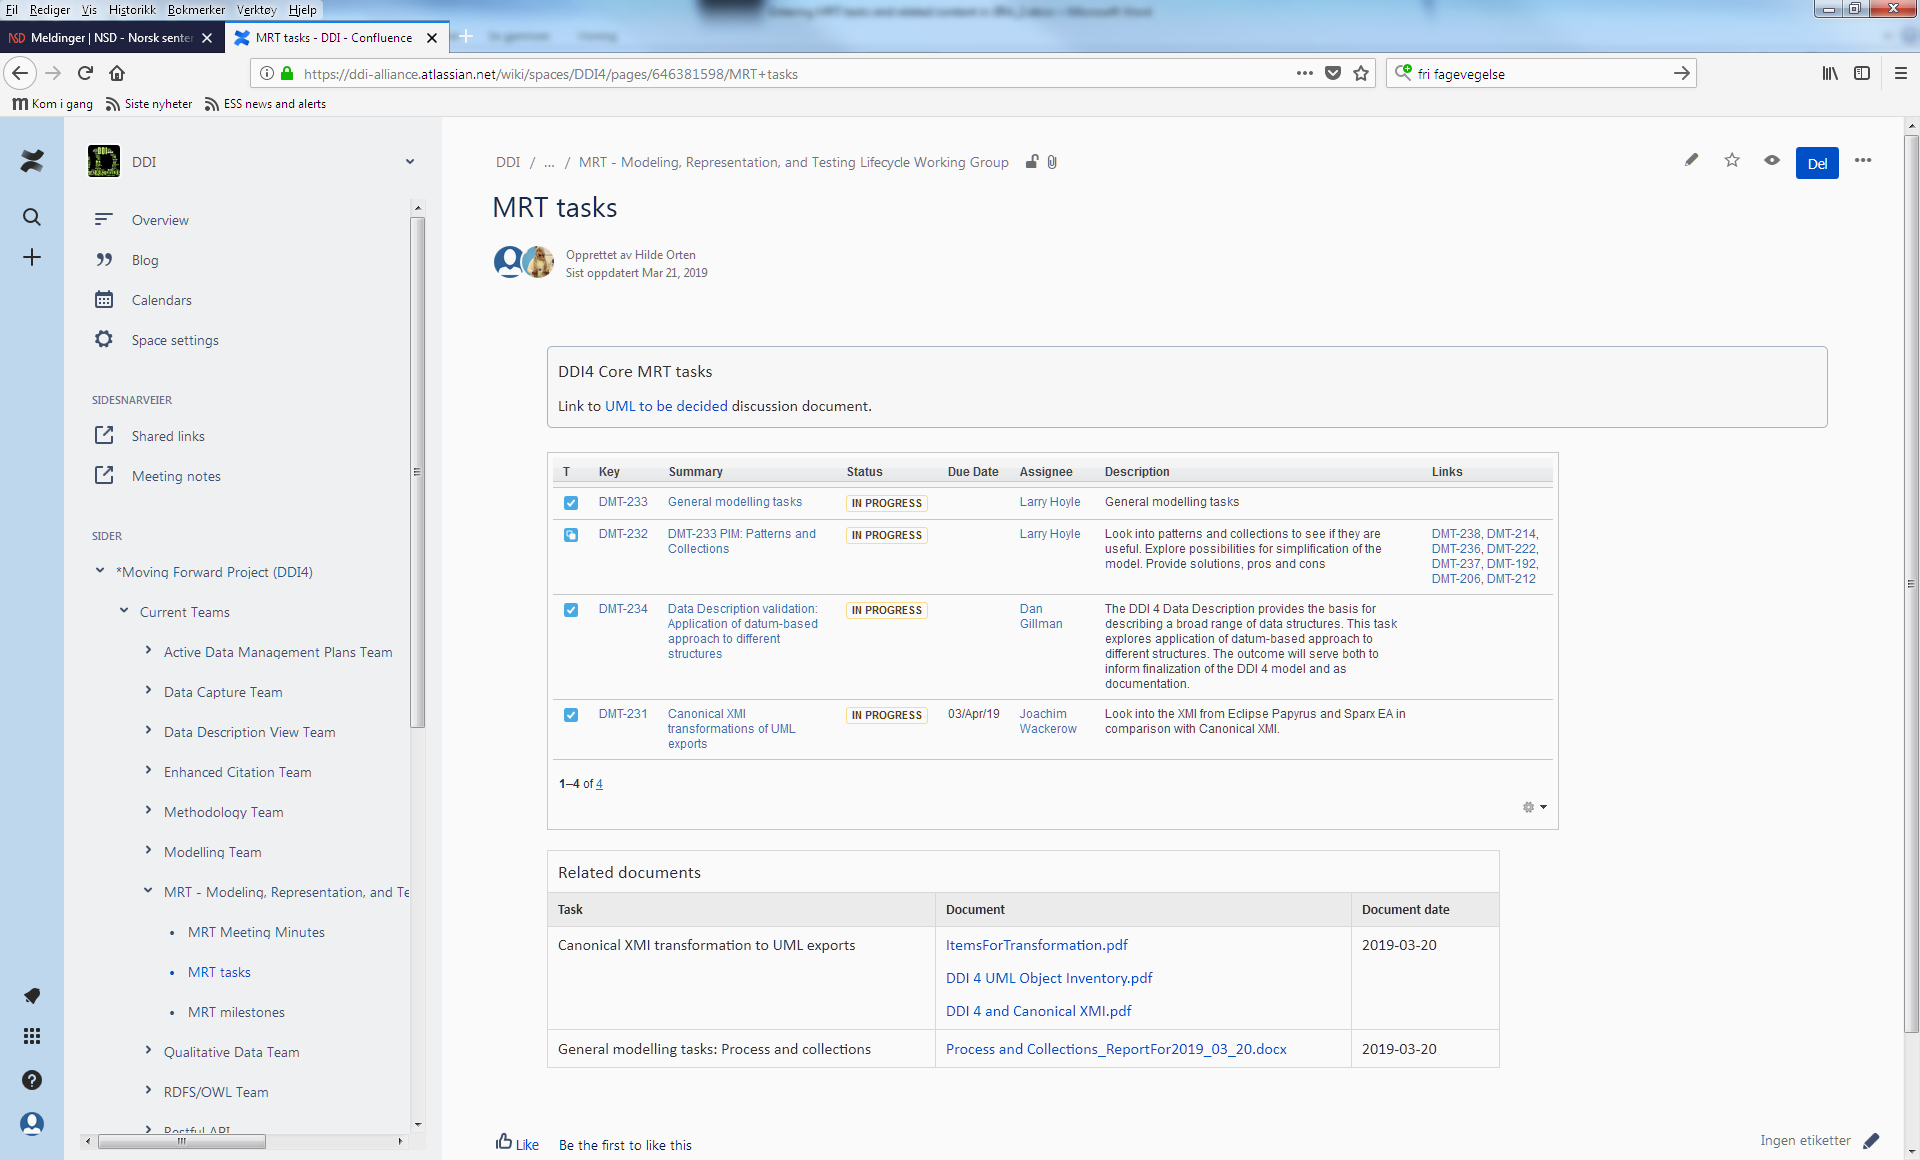 Fil Rediger Vis Historikk Bokmerker Verktøy Hjelp
NSD Meldinger | NSD - Norsk senter
MRT tasks - DDI - Confluence
https://ddi-alliance.atlassian.net/wiki/spaces/DDI4/pages/646381598/MRT+tasks
fri fagevegelse
Kom i gang Siste nyheter ESS news and alerts
DDI
Overview
Blog
Calendars
Space settings
SIDESNARVEIER
Shared links
Meeting notes
SIDER
*Moving Forward Project (DDI4)
Current Teams
Active Data Management Plans Team
Data Capture Team
Data Description View Team
Enhanced Citation Team
Methodology Team
Modelling Team
MRT - Modeling, Representation, and Te
MRT Meeting Minutes
MRT tasks
MRT milestones
Qualitative Data Team
RDFS/OWL Team
Restful API
DDI / ... / MRT - Modeling, Representation, and Testing Lifecycle Working Group
Del
MRT tasks
Opprettet av Hilde Orten
Sist oppdatert Mar 21, 2019
DDI4 Core MRT tasks
Link to UML to be decided discussion document.
T Key Summary Status Due Date Assignee Description Links
DMT-233 General modelling tasks IN PROGRESS Larry Hoyle General modelling tasks
DMT-232 DMT-233 PIM: Patterns and IN PROGRESS Larry Hoyle Look into patterns and collections to see if they are DMT-238, DMT-214,
Collections useful. Explore possibilities for simplification of the DMT-236, DMT-222,
model. Provide solutions, pros and cons DMT-237, DMT-192,
DMT-206, DMT-212
DMT-234 Data Description validation: IN PROGRESS Dan The DDI 4 Data Description provides the basis for
Application of datum-based Gillman describing a broad range of data structures. This task
approach to different explores application of datum-based approach to
structures different structures. The outcome will serve both to
inform finalization of the DDI 4 model and as
documentation.
DMT-231 Canonical XMI IN PROGRESS 03/Apr/19 Joachim Look into the XMI from Eclipse Papyrus and Sparx EA in
transformations of UML Wackerow comparison with Canonical XMI.
exports
1–4 of 4
Related documents
Task Document Document date
Canonical XMI transformation to UML exports ItemsForTransformation.pdf 2019-03-20
DDI 4 UML Object Inventory.pdf
DDI 4 and Canonical XMI.pdf
General modelling tasks: Process and collections Process and Collections_ReportFor2019_03_20.docx 2019-03-20
Like Be the first to like this
Ingen etiketter